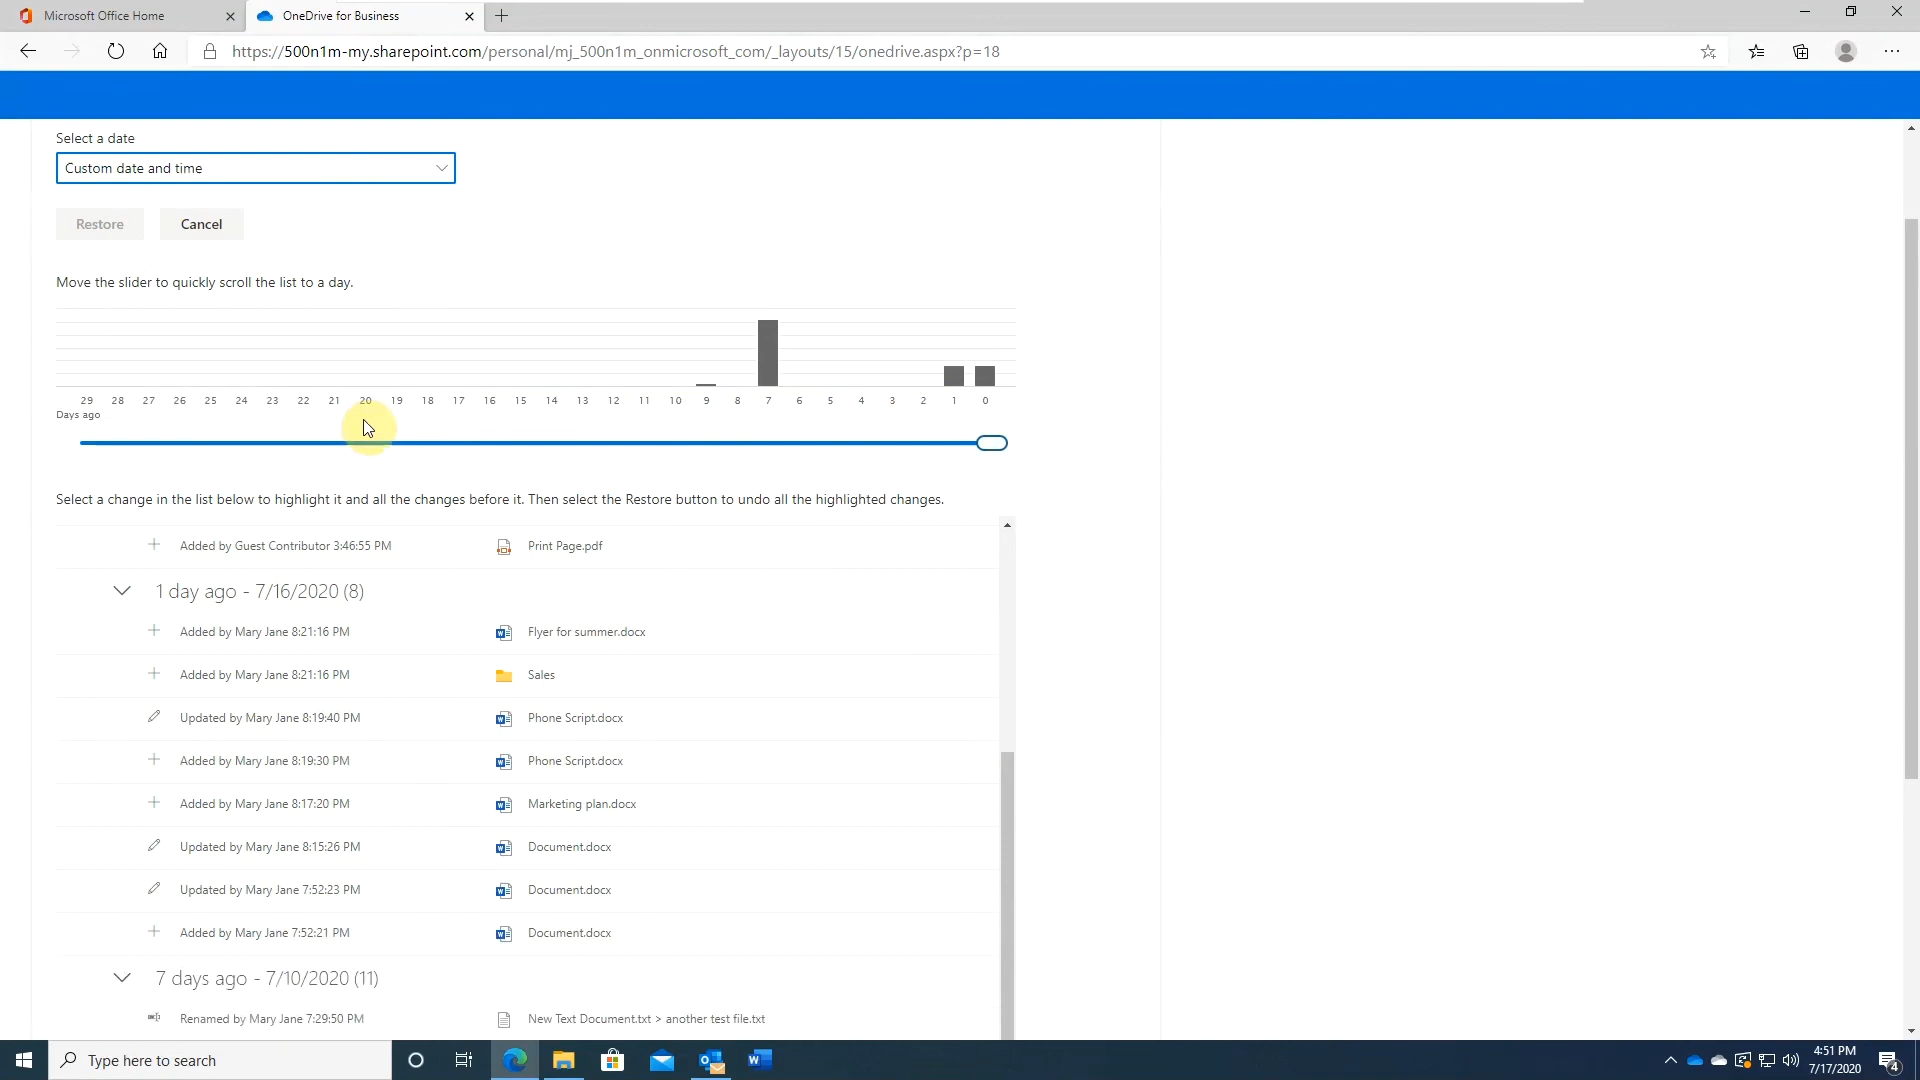 Microsoft Office Home
OneDrive for Business
https://500n1m-my.sharepoint.com/personal/mj_500n1m_onmicrosoft_com/_layouts/15/onedrive.aspx?p=18
Select a date
Custom date and time
Restore Cancel
Move the slider to quickly scroll the list to a day.
29 28 27 26 25 24 23 22 21 20 19 18 17 16 15 14 13 12 11 10 9 8 7 6 5 4 3 2 1 0
Days ago
Select a change in the list below to highlight it and all the changes before it. Then select the Restore button to undo all the highlighted changes.
Added by Guest Contributor 3:46:55 PM Print Page.pdf
1 day ago - 7/16/2020 (8)
Added by Mary Jane 8:21:16 PM Flyer for summer.docx
Added by Mary Jane 8:21:16 PM Sales
Updated by Mary Jane 8:19:40 PM Phone Script.docx
Added by Mary Jane 8:19:30 PM Phone Script.docx
Added by Mary Jane 8:17:20 PM Marketing plan.docx
Updated by Mary Jane 8:15:26 PM Document.docx
Updated by Mary Jane 7:52:23 PM Document.docx
Added by Mary Jane 7:52:21 PM Document.docx
7 days ago - 7/10/2020 (11)
Renamed by Mary Jane 7:29:50 PM New Text Document.txt > another test file.txt
Type here to search
4:51 PM
7/17/2020
4